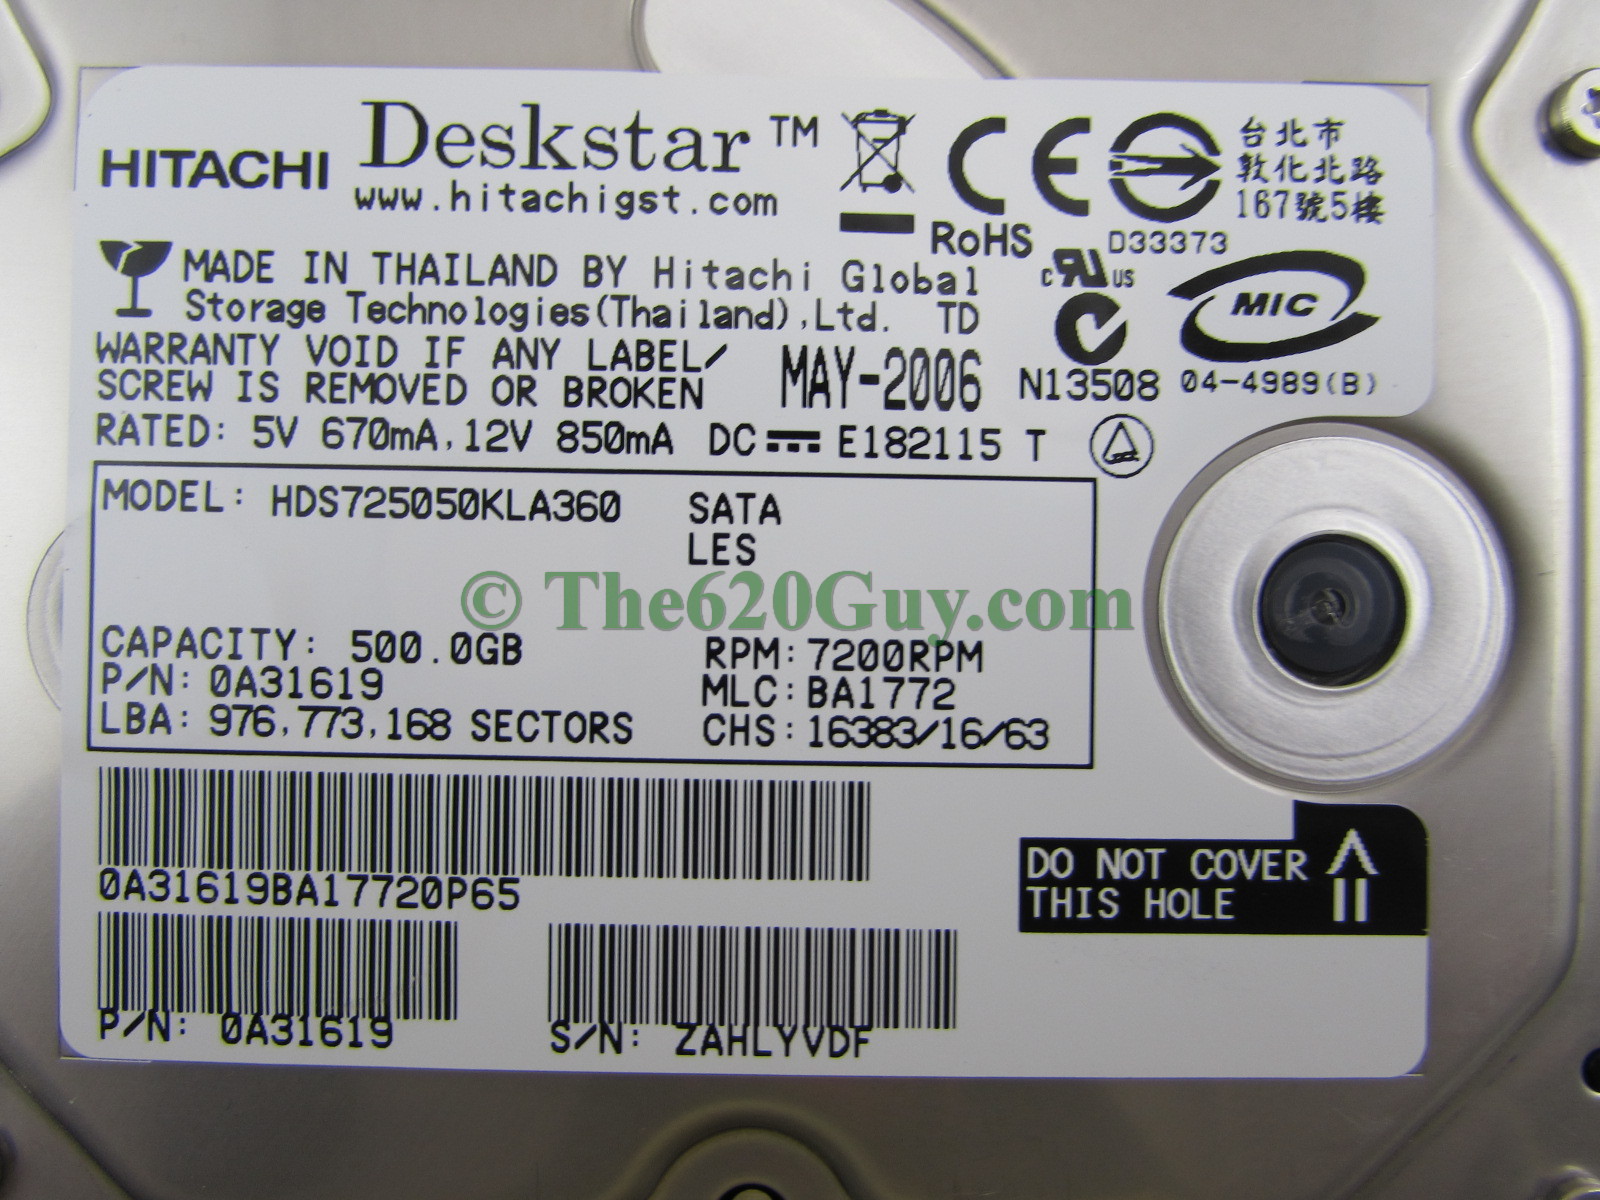 HITACHI Deskstar™
www.hitachigst.com
RoHS
台北市
敦化北路
167號5樓
D33373
MADE IN THAILAND BY Hitachi Global
Storage Technologies(Thailand),Ltd. TD
c RU US
MIC
WARRANTY VOID IF ANY LABEL/
SCREW IS REMOVED OR BROKEN
MAY-2006
N13508
04-4989(B)
RATED: 5V 670mA,12V 850mA DC E182115 T
MODEL: HDS725050KLA360 SATA
LES
© The620Guy.com
CAPACITY: 500.0GB RPM: 7200RPM
P/N: 0A31619 MLC: BA1772
LBA: 976,773,168 SECTORS CHS: 16383/16/63
0A31619BA17720P65
DO NOT COVER
THIS HOLE
P/N: 0A31619 S/N: ZAHLYVDF